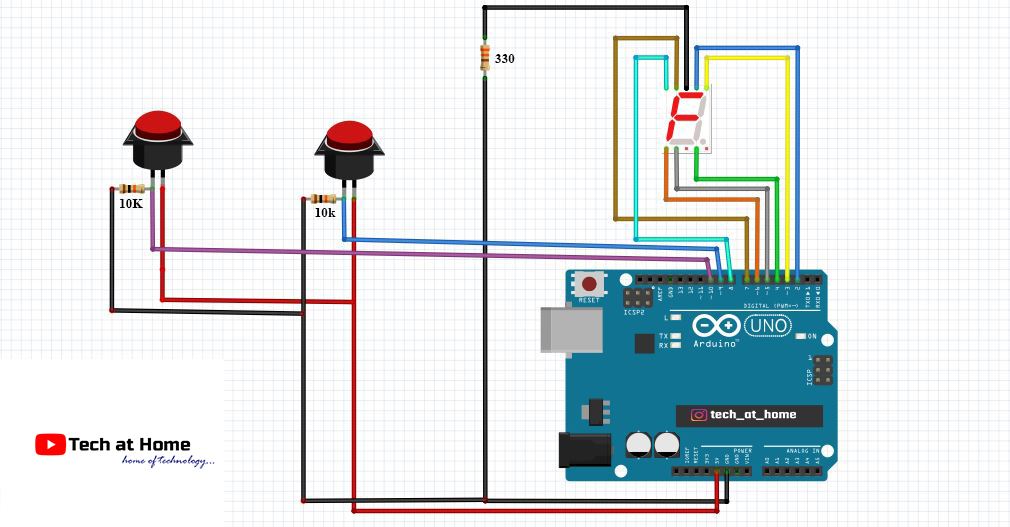 330
10K
10k
RESET
ICSP2
AREF
GND
13
12
~11
~10
~9
8
7
~6
~5
4
~3
2
TX▶1
RX◀0
DIGITAL (PWM~)
L
TX
RX
Arduino™
UNO
ON
1
ICSP
tech_at_home
Tech at Home
home of technology...
POWER
ANALOG IN
IOREF
RESET
3V3
5V
GND
GND
VIN
A0
A1
A2
A3
A4
A5